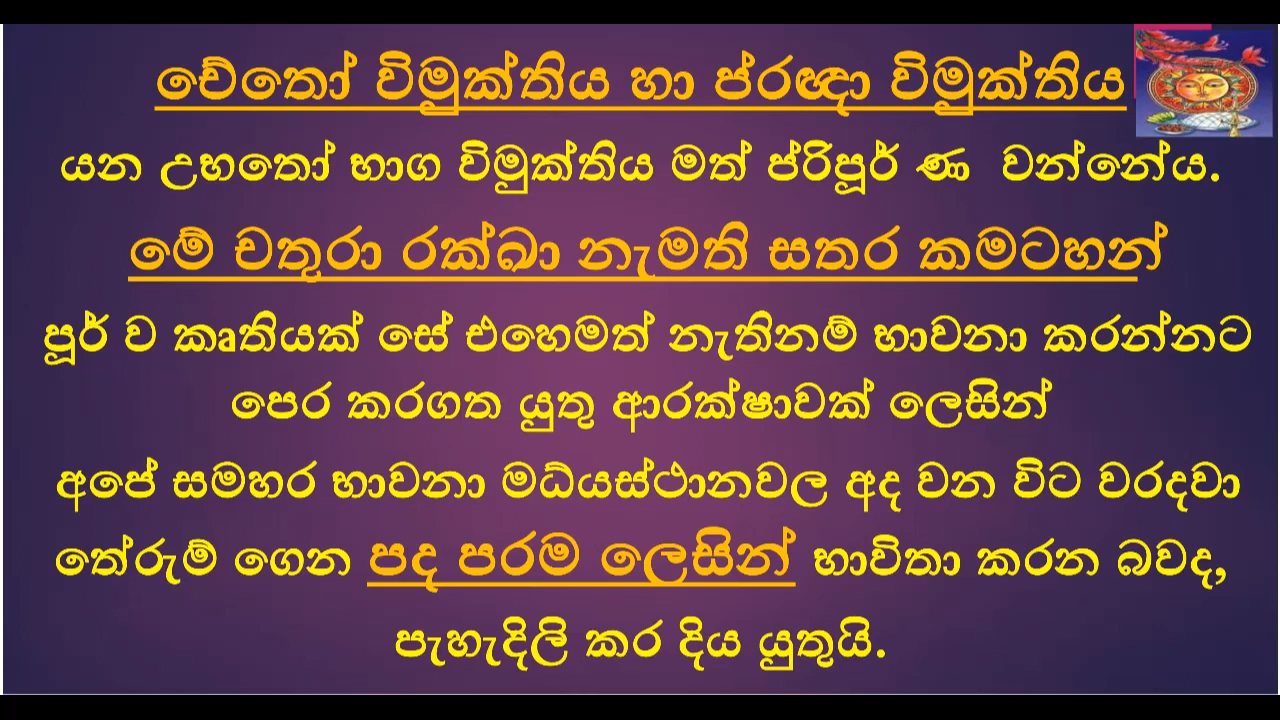 චේතෝ විමුක්තිය හා ප්රඥා විමුක්තිය
යන උභතෝ භාග විමුක්තිය මත් ප්රිපූර් ණ වන්නේය.
මේ චතුරා රක්ඛා නැමති සතර කමටහන්
පූර් ව කෘතියක් සේ එහෙමත් නැතිනම් භාවනා කරන්නට
පෙර කරගත යුතු ආරක්ෂාවක් ලෙසින්
අපේ සමහර භාවනා මධ්යස්ථානවල අද වන විට වරදවා
තේරුම් ගෙන පද පරම ලෙසින් භාවිතා කරන බවද,
පැහැදිලි කර දිය යුතුයි.